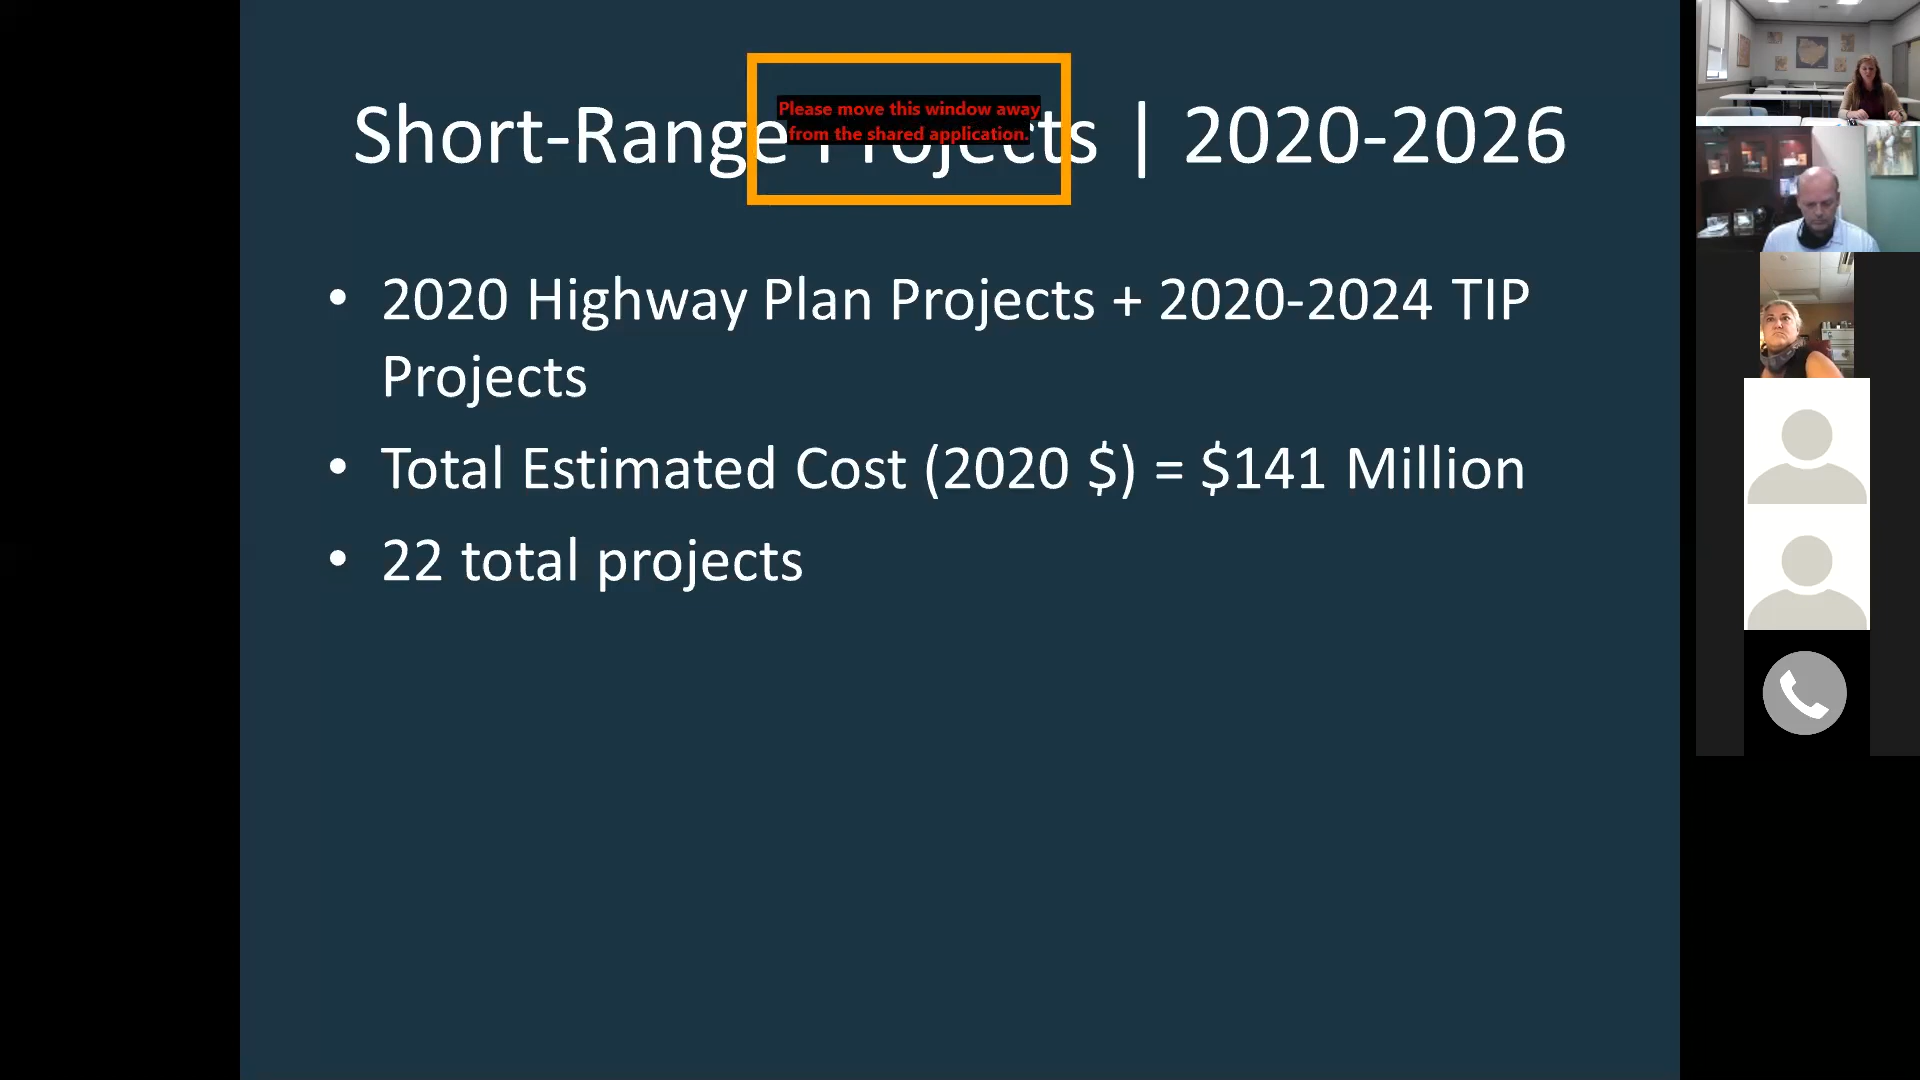 Please move this window away
from the shared application.
Short-Range Projects | 2020-2026
• 2020 Highway Plan Projects + 2020-2024 TIP
Projects
• Total Estimated Cost (2020 $) = $141 Million
• 22 total projects